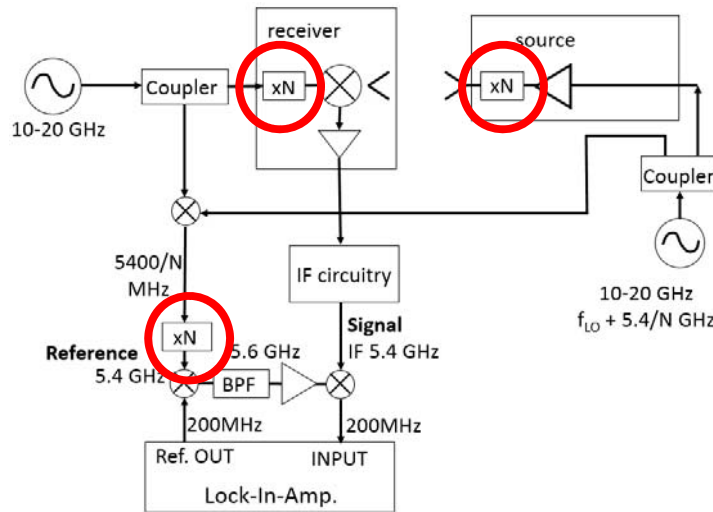 receiver
source
xN
xN
Coupler
10-20 GHz
Coupler
5400/N
MHz
IF circuitry
10-20 GHz
f_LO + 5.4/N GHz
Signal
IF 5.4 GHz
xN
Reference
5.4 GHz
5.6 GHz
BPF
200MHz
200MHz
Ref. OUT
INPUT
Lock-In-Amp.